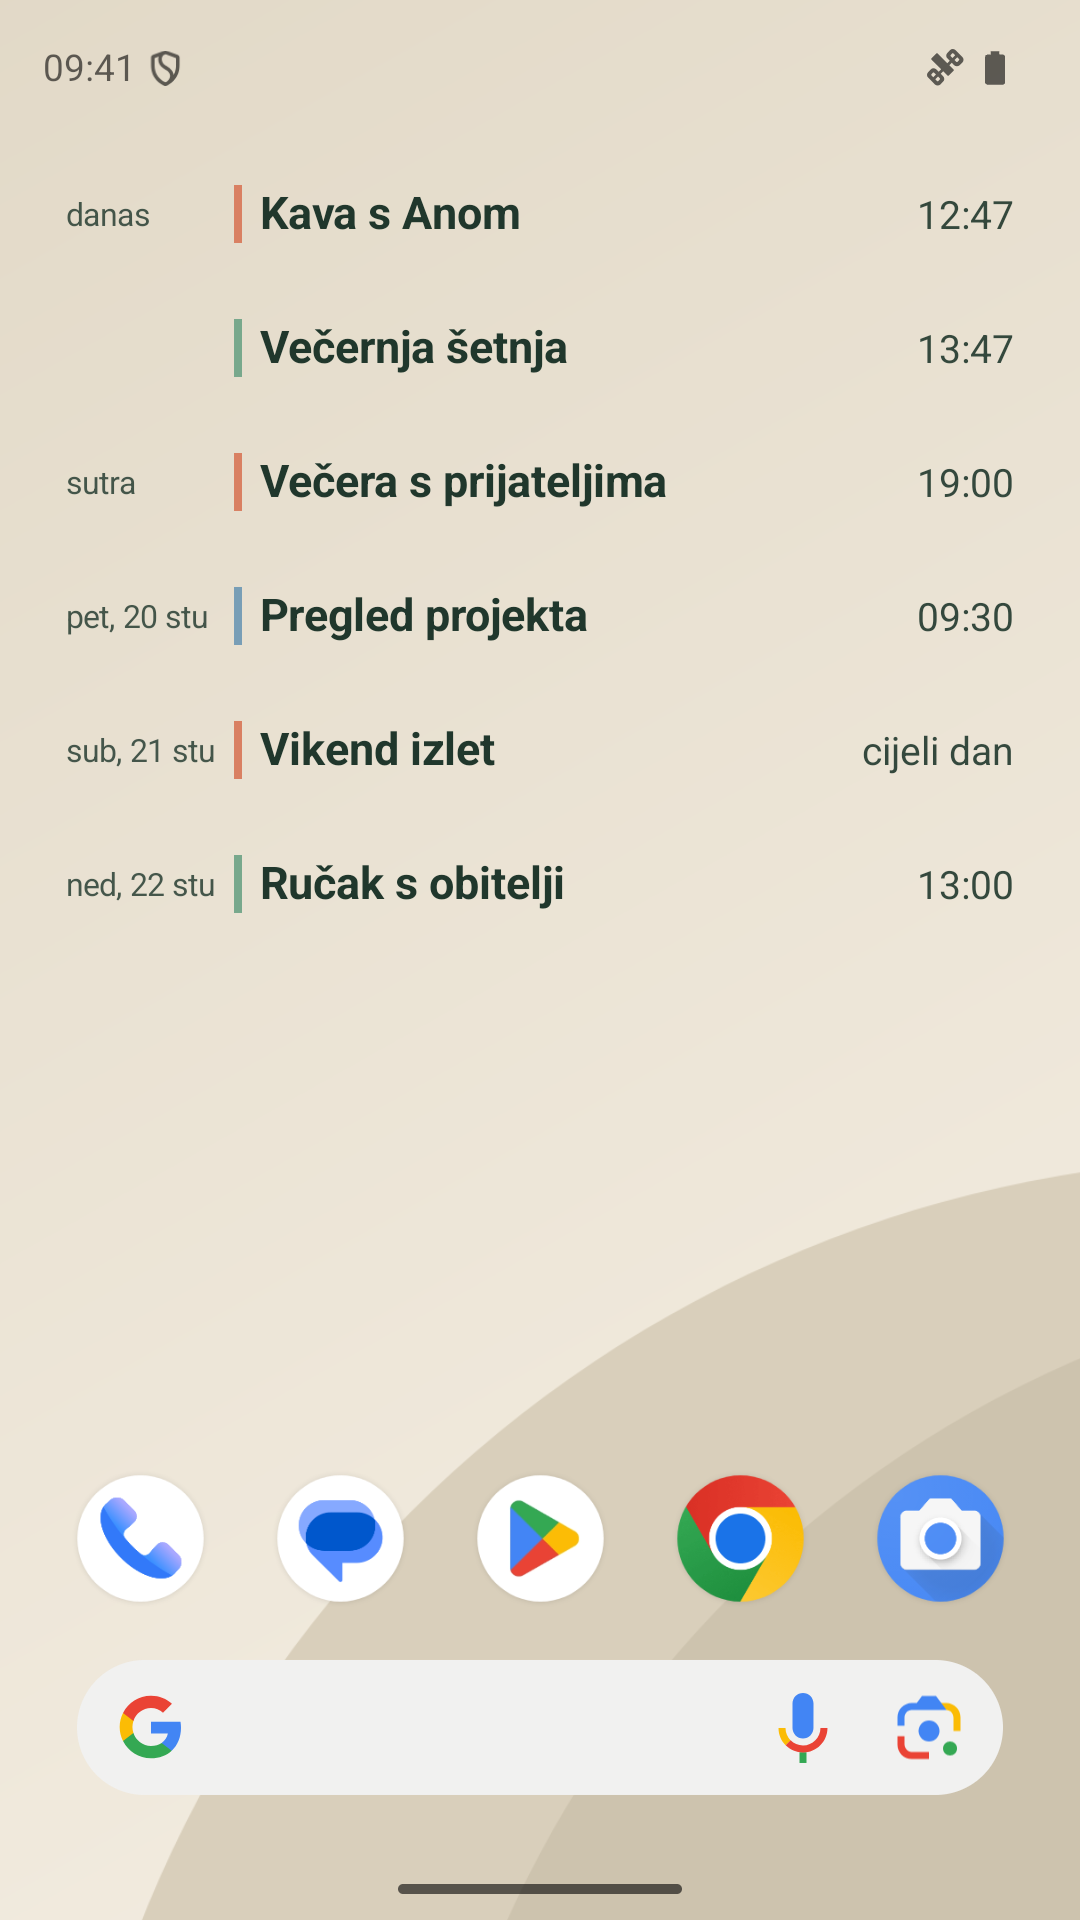 09:41
danas Kava s Anom 12:47
Večernja šetnja 13:47
sutra Večera s prijateljima 19:00
pet, 20 stu Pregled projekta 09:30
sub, 21 stu Vikend izlet cijeli dan
ned, 22 stu Ručak s obitelji 13:00